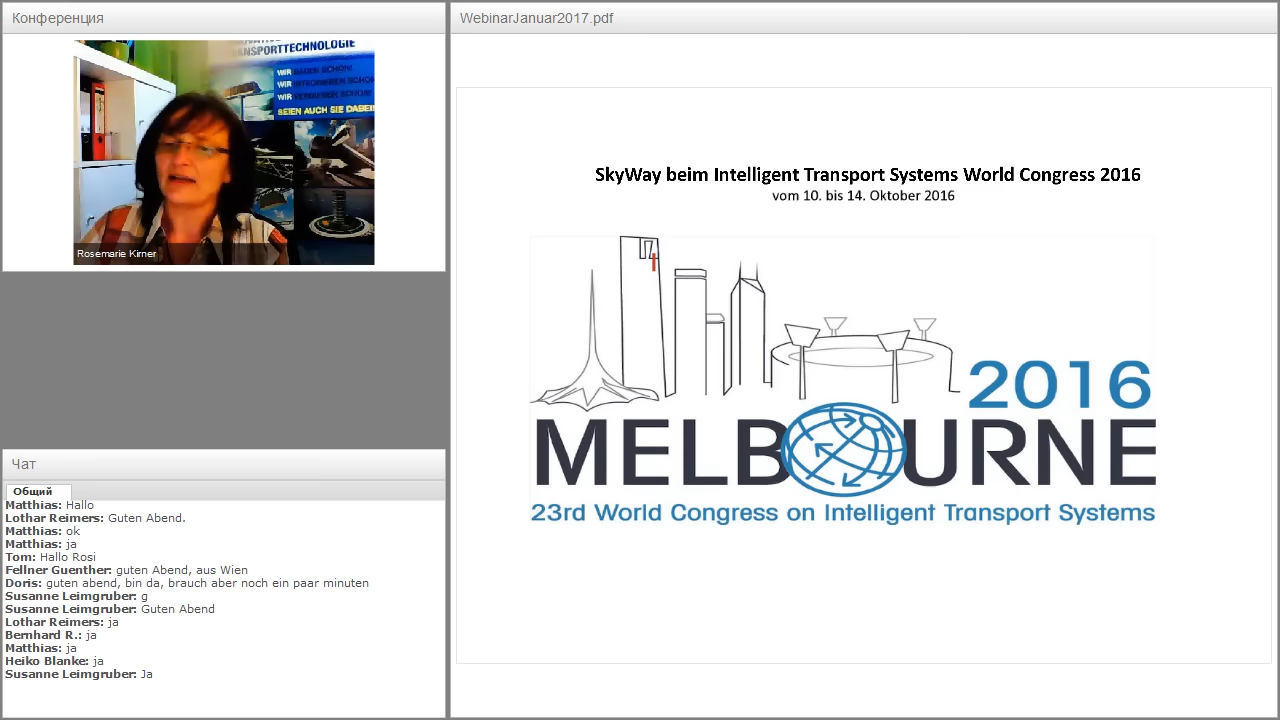 Конференция
TRANSPORTTECHNOLOGIE
WIR BAUEN SCHON!
WIR
WIR
SEIEN AUCH SIE DABEI!
Rosemarie Kirner
Чат
Общий
Matthias: Hallo
Lothar Reimers: Guten Abend.
Matthias: ok
Matthias: ja
Tom: Hallo Rosi
Fellner Guenther: guten Abend, aus Wien
Doris: guten abend, bin da, brauch aber noch ein paar minuten
Susanne Leimgruber: g
Susanne Leimgruber: Guten Abend
Lothar Reimers: ja
Bernhard R.: ja
Matthias: ja
Heiko Blanke: ja
Susanne Leimgruber: Ja
WebinarJanuar2017.pdf
SkyWay beim Intelligent Transport Systems World Congress 2016
vom 10. bis 14. Oktober 2016
2016
MELBOURNE
23rd World Congress on Intelligent Transport Systems